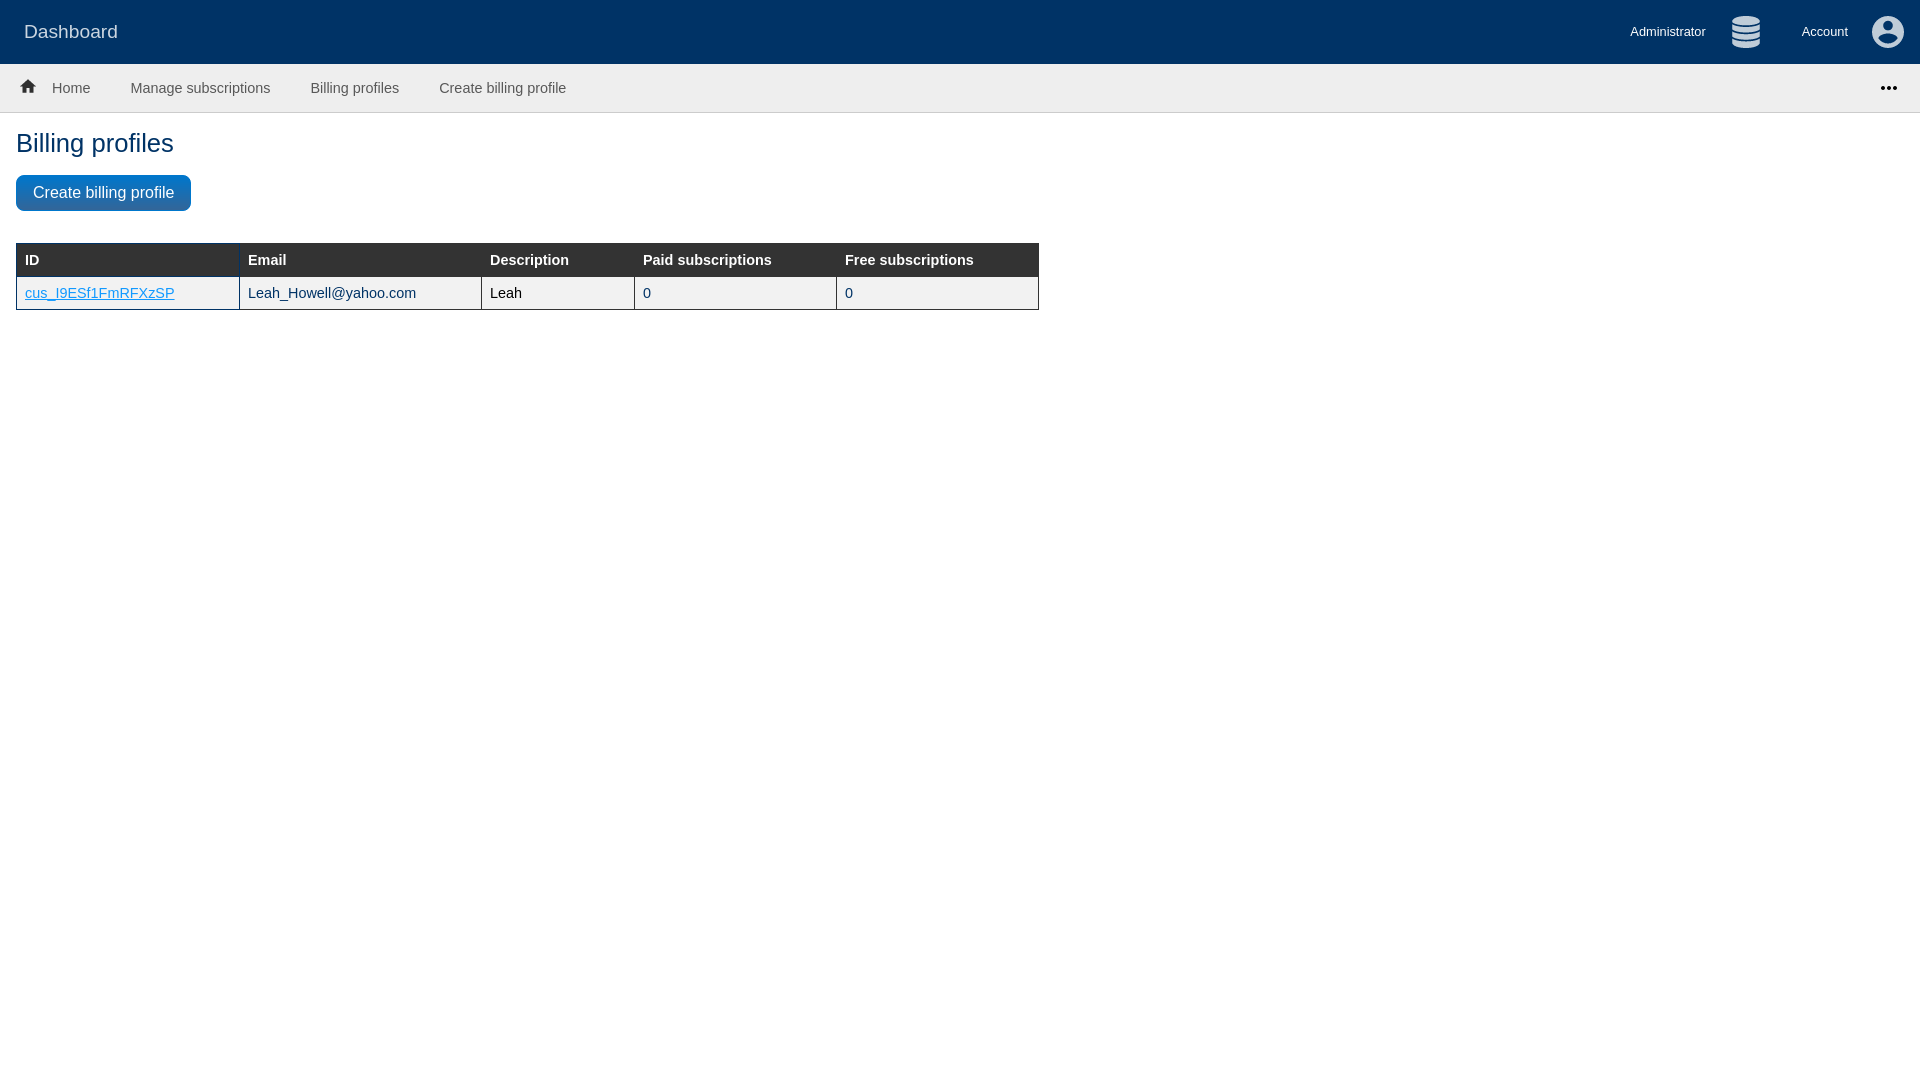 Dashboard
Administrator
Account
Home
Manage subscriptions
Billing profiles
Create billing profile
Billing profiles
Create billing profile
ID Email Description Paid subscriptions Free subscriptions
cus_I9ESf1FmRFXzSP Leah_Howell@yahoo.com Leah 0 0